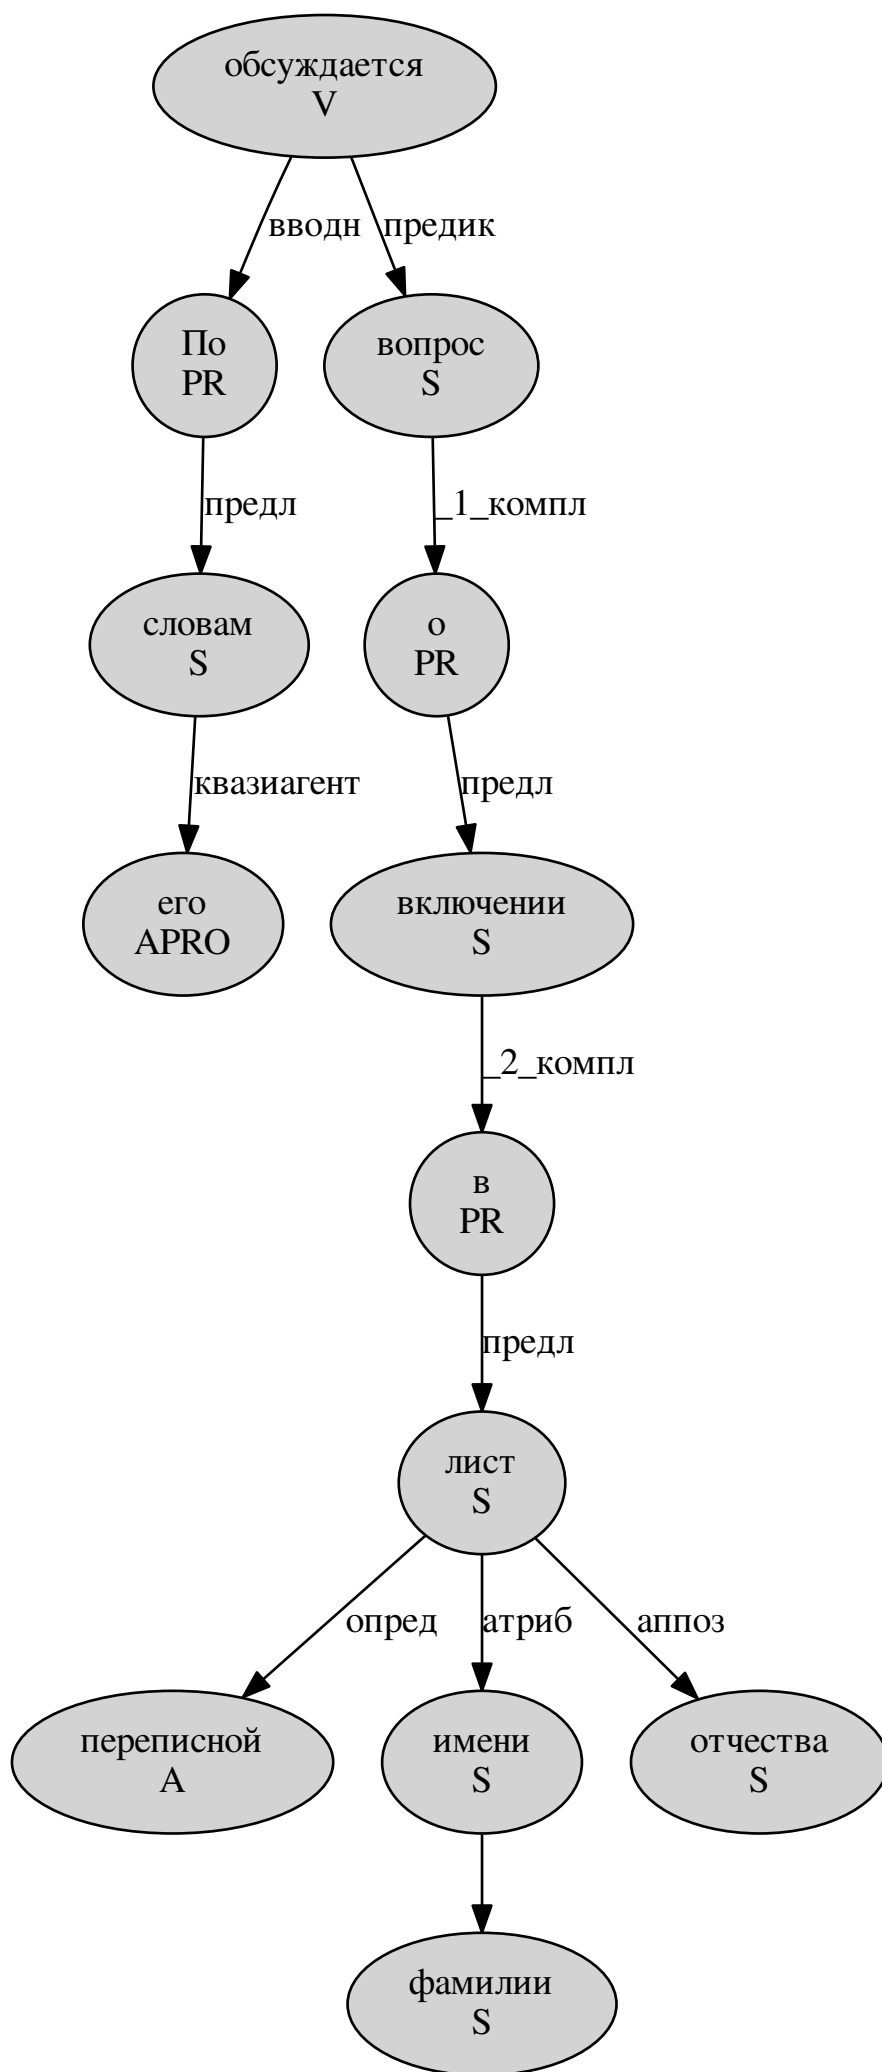 обсуждается
V
вводн
предик
По
PR
вопрос
S
предл
_1_компл
словам
S
о
PR
квазиагент
предл
его
APRO
включении
S
_2_компл
в
PR
предл
лист
S
опред
атриб
аппоз
переписной
A
имени
S
отчества
S
фамилии
S